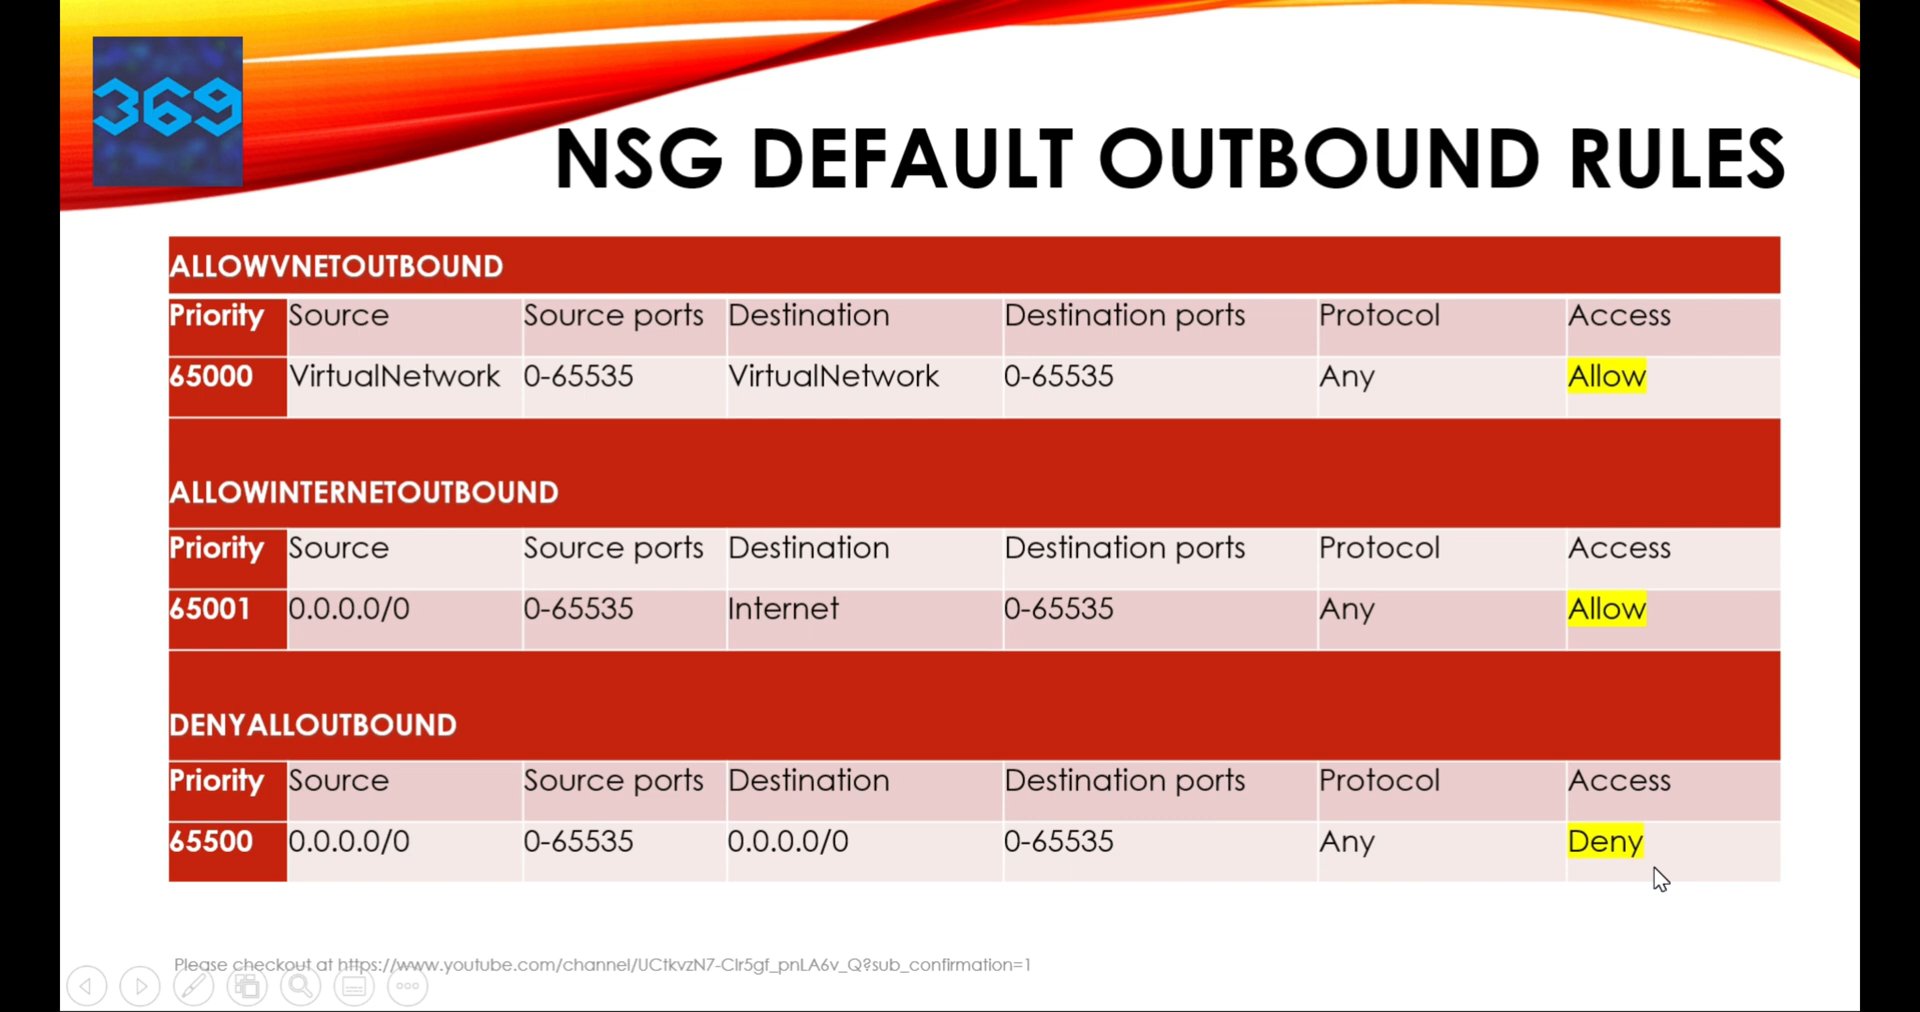 369
NSG DEFAULT OUTBOUND RULES
ALLOWVNETOUTBOUND
Priority Source Source ports Destination Destination ports Protocol Access
65000 VirtualNetwork 0-65535 VirtualNetwork 0-65535 Any Allow
ALLOWINTERNETOUTBOUND
Priority Source Source ports Destination Destination ports Protocol Access
65001 0.0.0.0/0 0-65535 Internet 0-65535 Any Allow
DENYALLOUTBOUND
Priority Source Source ports Destination Destination ports Protocol Access
65500 0.0.0.0/0 0-65535 0.0.0.0/0 0-65535 Any Deny
Please checkout at https://www.youtube.com/channel/UCtkvzN7-CIr5gf_pnLA6v_Q?sub_confirmation=1